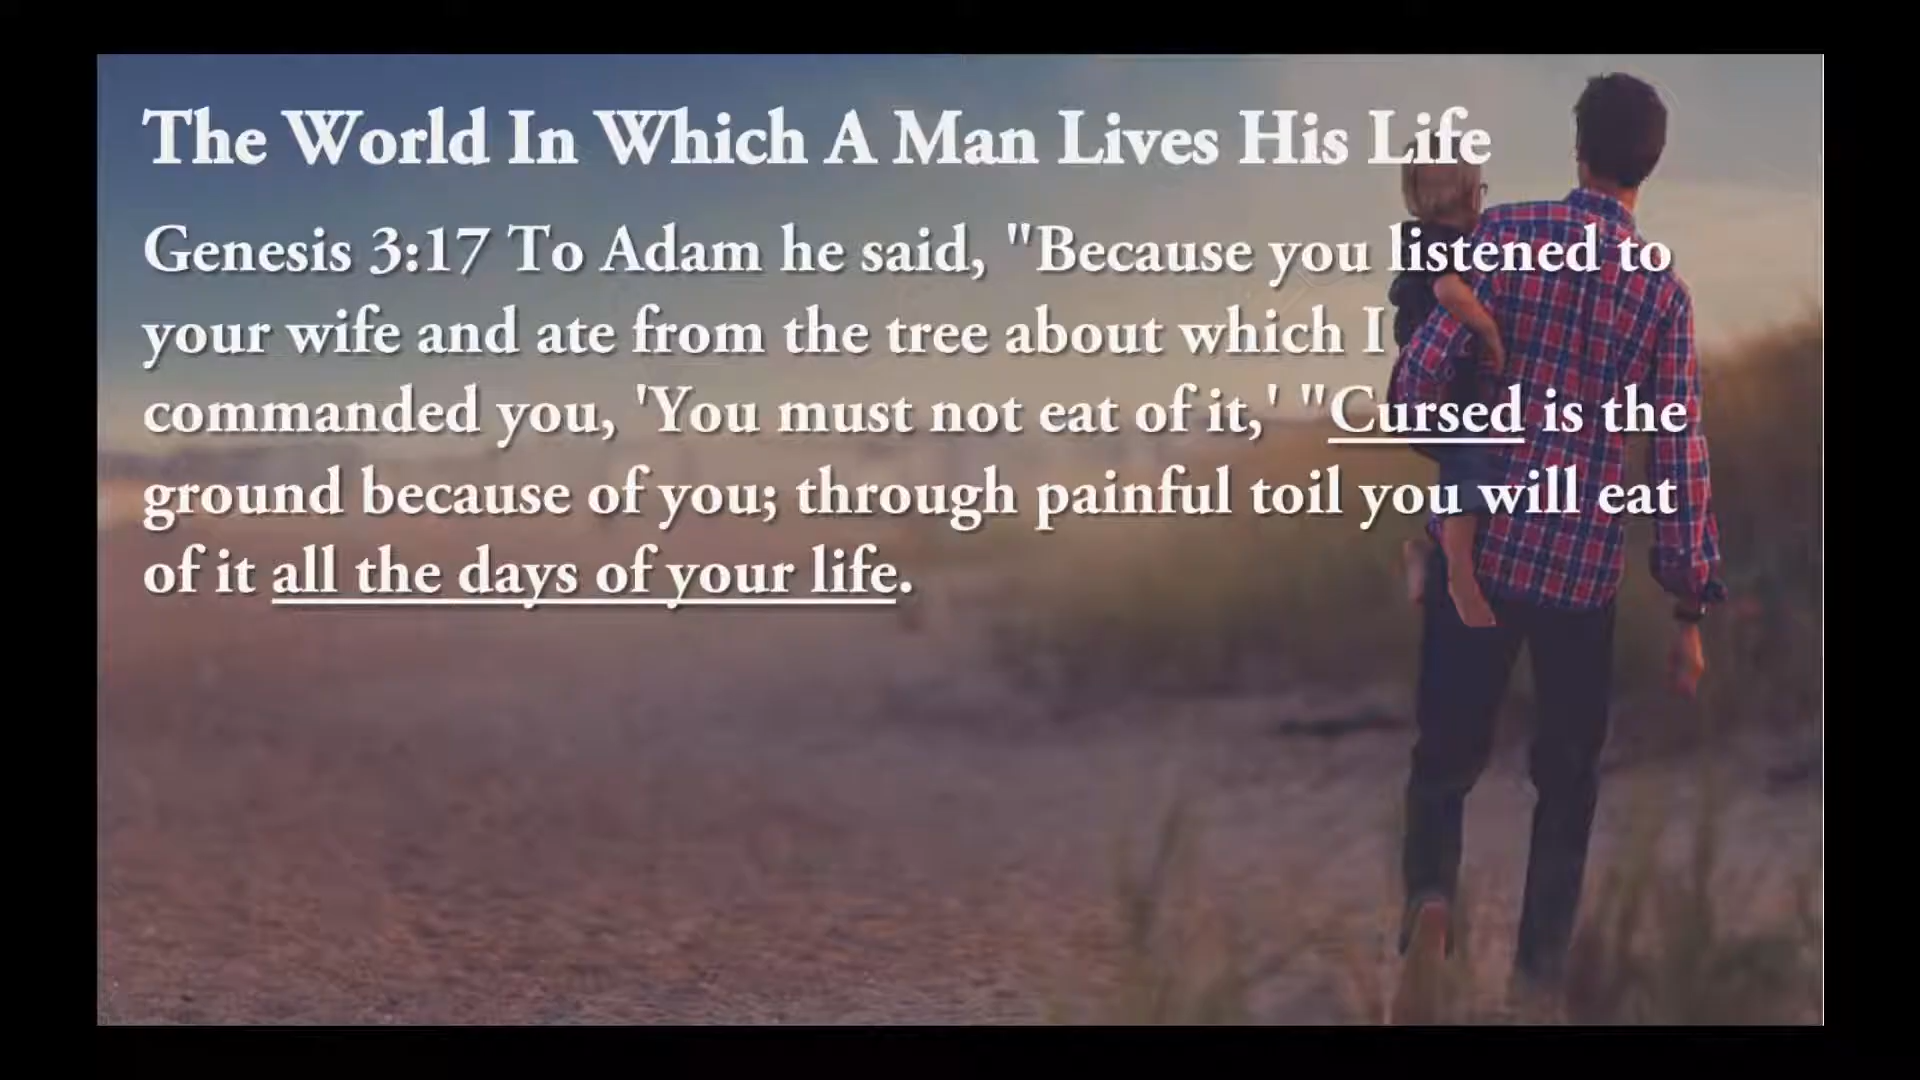 The World In Which A Man Lives His Life
Genesis 3:17 To Adam he said, "Because you listened to
your wife and ate from the tree about which I
commanded you, 'You must not eat of it,' "Cursed is the
ground because of you; through painful toil you will eat
of it all the days of your life.